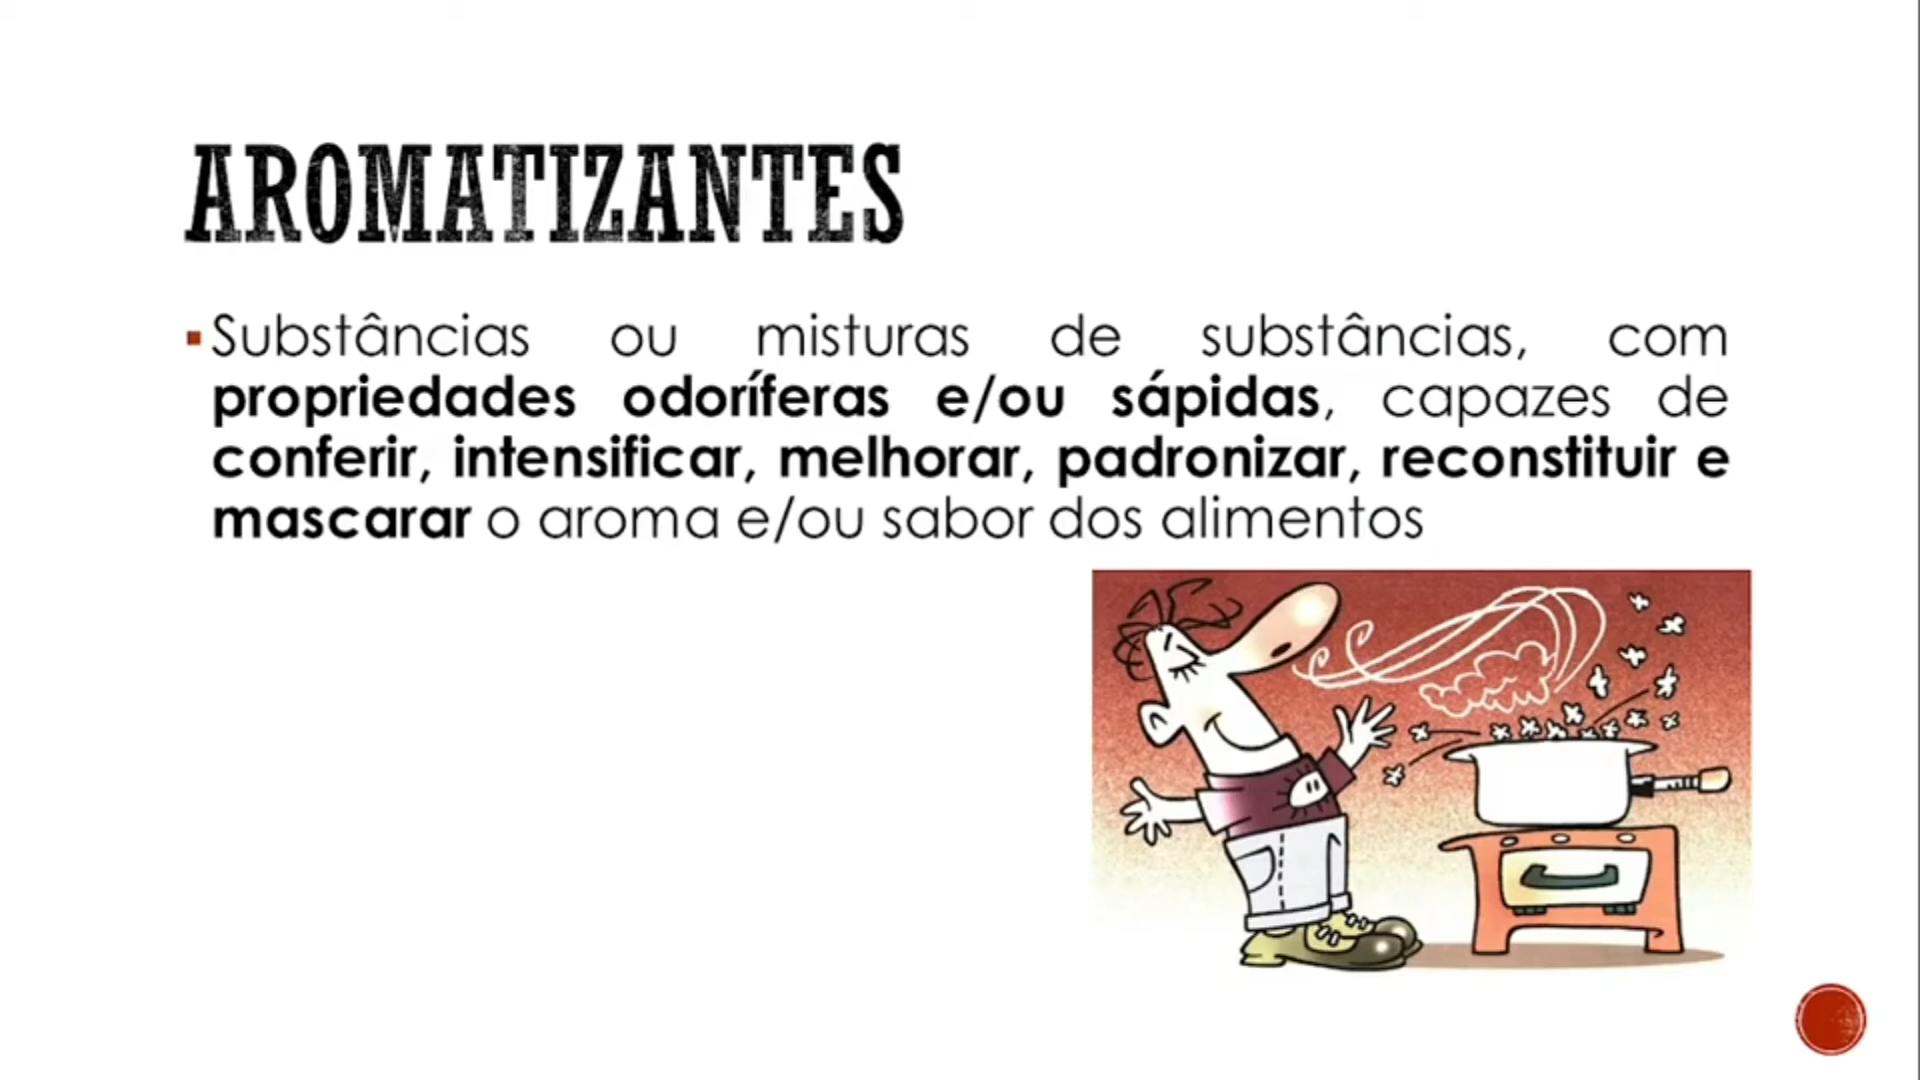 AROMATIZANTES
Substâncias ou misturas de substâncias, com
propriedades odoríferas e/ou sápidas, capazes de
conferir, intensificar, melhorar, padronizar, reconstituir e
mascarar o aroma e/ou sabor dos alimentos